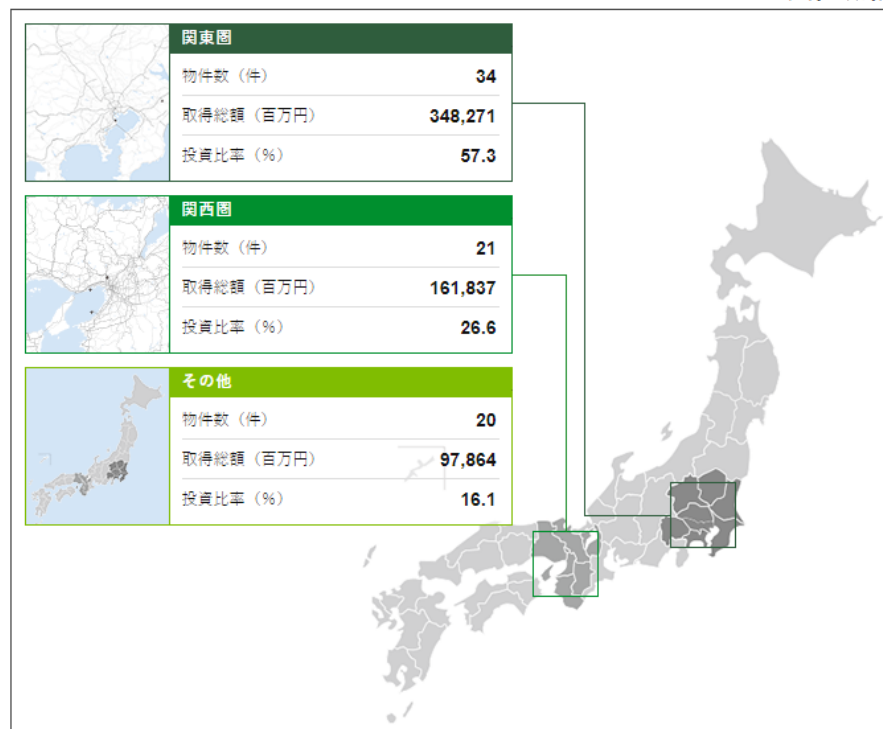 関東圏
物件数（件） 34
取得総額（百万円） 348,271
投資比率（%） 57.3
関西圏
物件数（件） 21
取得総額（百万円） 161,837
投資比率（%） 26.6
その他
物件数（件） 20
取得総額（百万円） 97,864
投資比率（%） 16.1